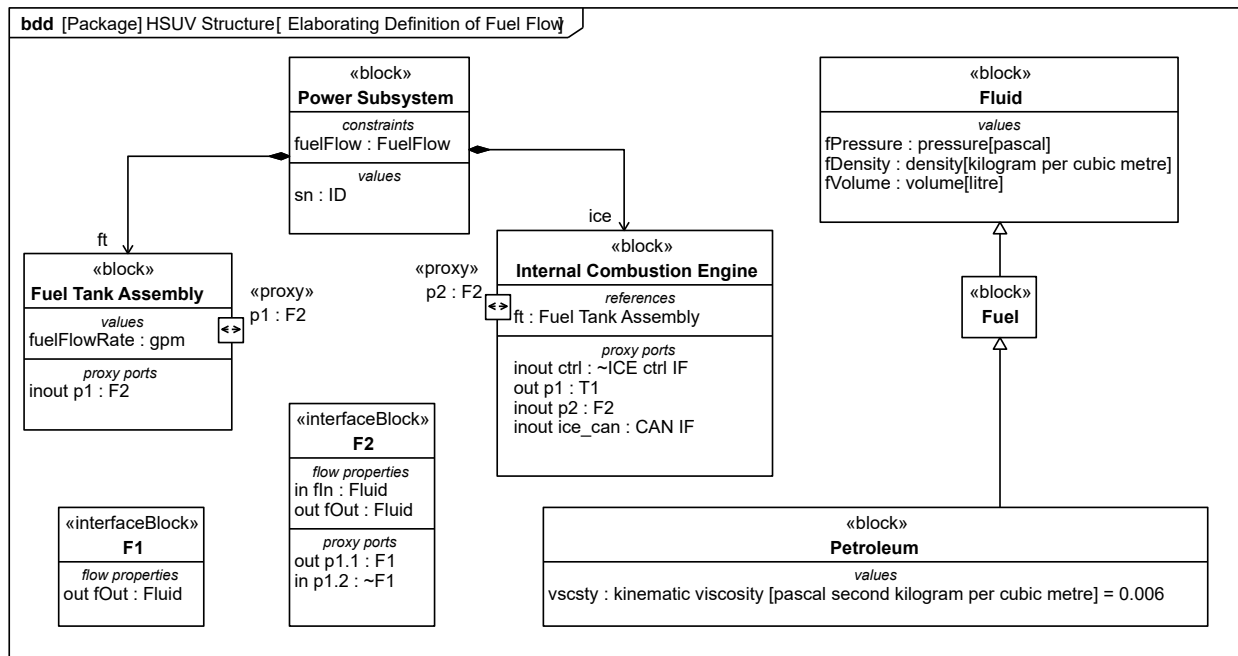 bdd [Package] HSUV Structure[ Elaborating Definition of Fuel Flow]
«block»
Power Subsystem
constraints
fuelFlow : FuelFlow
values
sn : ID
ft
ice
«block»
Fuel Tank Assembly
values
fuelFlowRate : gpm
proxy ports
inout p1 : F2
«proxy»
p1 : F2
«proxy»
p2 : F2
«block»
Internal Combustion Engine
references
ft : Fuel Tank Assembly
proxy ports
inout ctrl : ~ICE ctrl IF
out p1 : T1
inout p2 : F2
inout ice_can : CAN IF
«block»
Fluid
values
fPressure : pressure[pascal]
fDensity : density[kilogram per cubic metre]
fVolume : volume[litre]
«block»
Fuel
«interfaceBlock»
F1
flow properties
out fOut : Fluid
«interfaceBlock»
F2
flow properties
in fIn : Fluid
out fOut : Fluid
proxy ports
out p1.1 : F1
in p1.2 : ~F1
«block»
Petroleum
values
vscsty : kinematic viscosity [pascal second kilogram per cubic metre] = 0.006